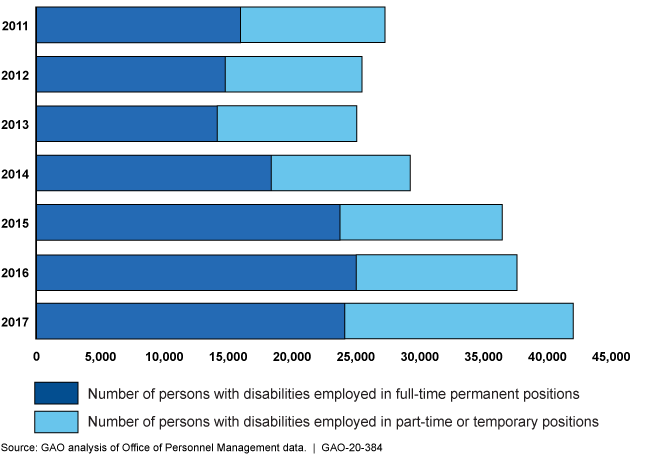 2011
2012
2013
2014
2015
2016
2017
0 5,000 10,000 15,000 20,000 25,000 30,000 35,000 40,000 45,000
Number of persons with disabilities employed in full-time permanent positions
Number of persons with disabilities employed in part-time or temporary positions
Source: GAO analysis of Office of Personnel Management data. | GAO-20-384